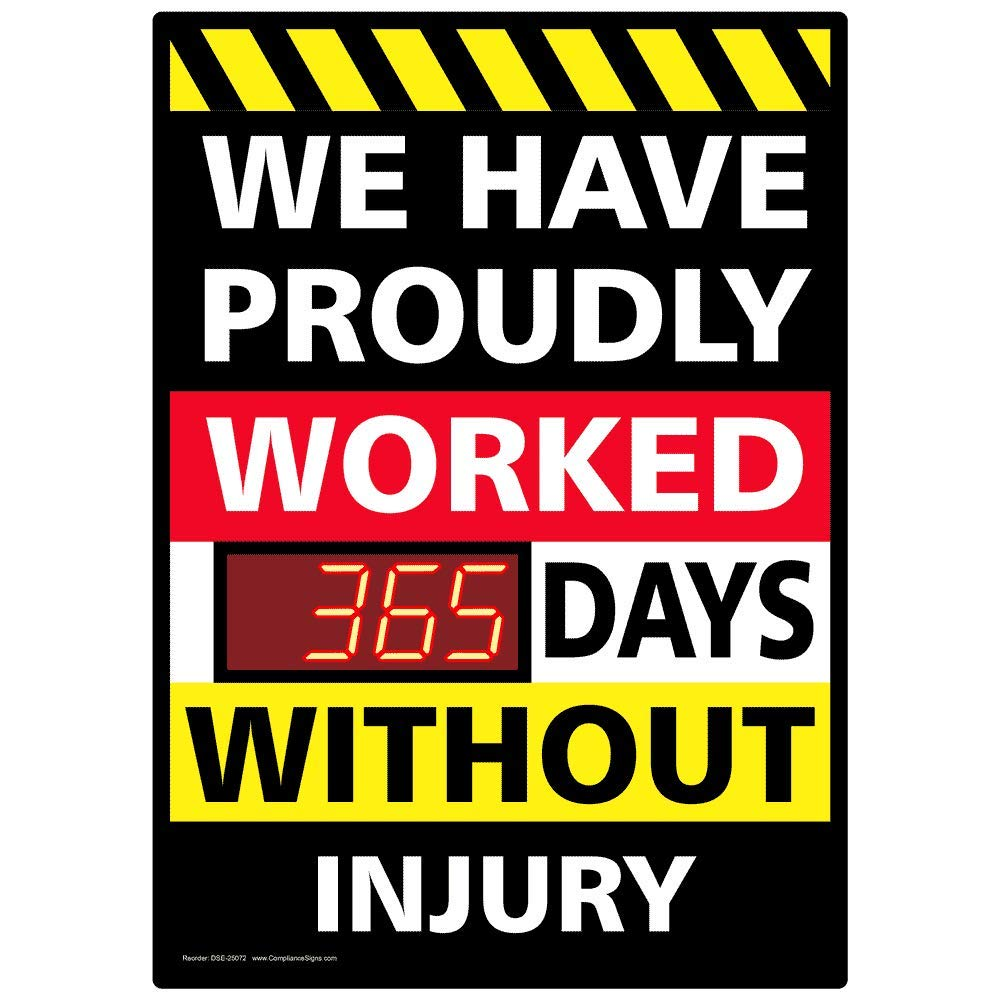 WE HAVE
PROUDLY
WORKED
365 DAYS
WITHOUT
INJURY
Reorder: DSE-25072 www.ComplianceSigns.com